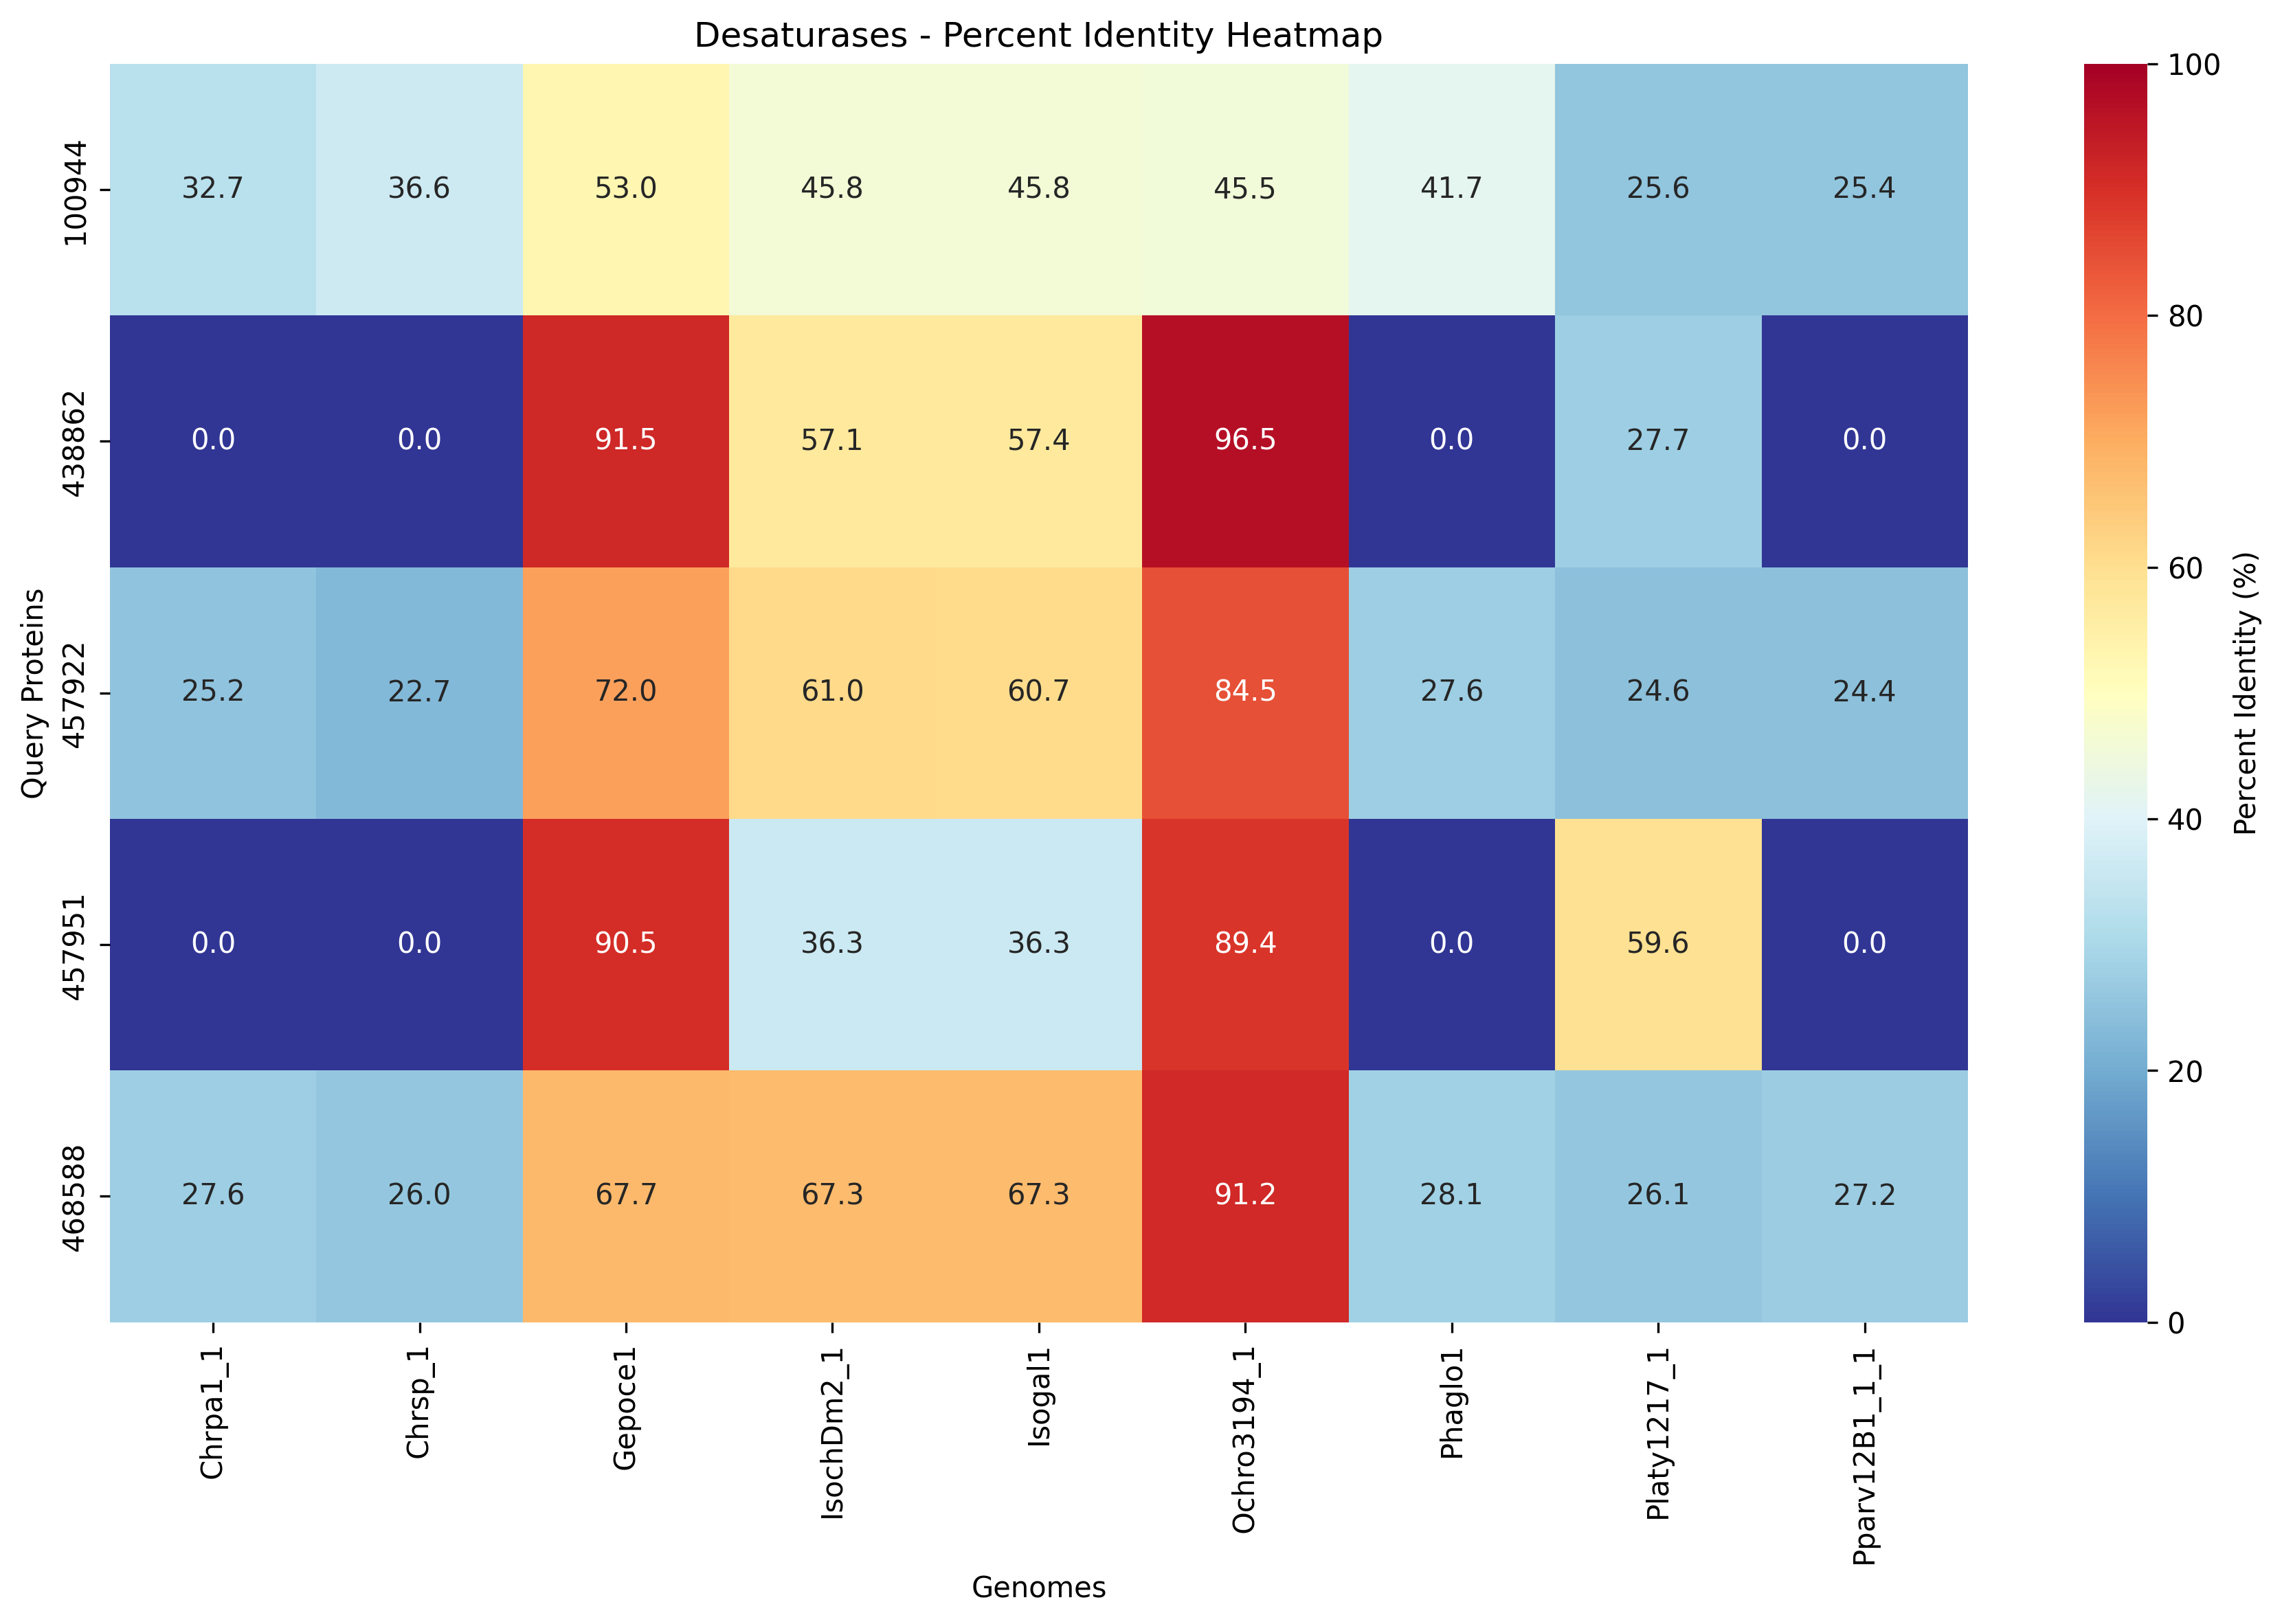 Desaturases - Percent Identity Heatmap
100944 32.7 36.6 53.0 45.8 45.8 45.5 41.7 25.6 25.4
438862 0.0 0.0 91.5 57.1 57.4 96.5 0.0 27.7 0.0
457922 25.2 22.7 72.0 61.0 60.7 84.5 27.6 24.6 24.4
457951 0.0 0.0 90.5 36.3 36.3 89.4 0.0 59.6 0.0
468588 27.6 26.0 67.7 67.3 67.3 91.2 28.1 26.1 27.2
Query Proteins
Chrpa1_1
Chrsp_1
Gepoce1
IsochDm2_1
Isogal1
Ochro3194_1
Phaglo1
Platy1217_1
Pparv12B1_1_1
Genomes
100
80
60
40
20
0
Percent Identity (%)